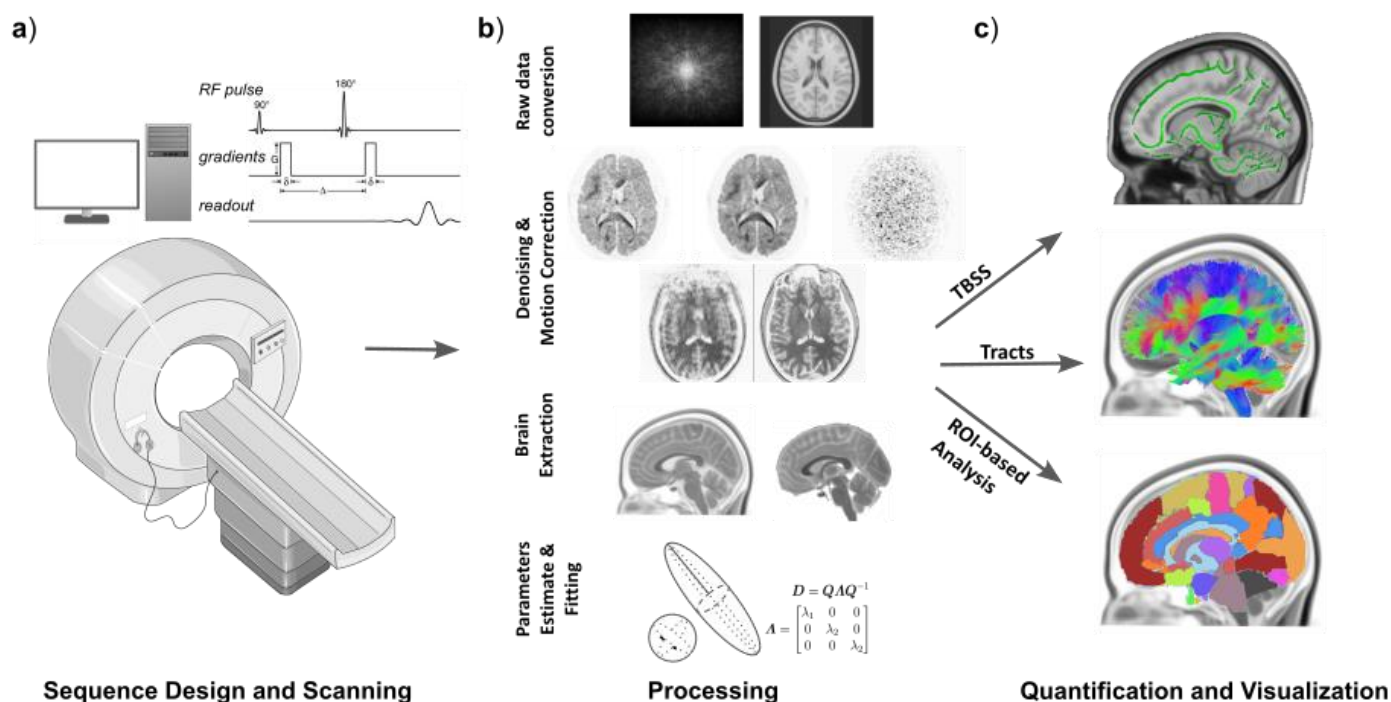 a)
RF pulse
90°
180°
gradients
G
δ
Δ
δ
readout
Sequence Design and Scanning
b)
Raw data
conversion
Denoising &
Motion Correction
Brain
Extraction
Parameters
Estimate &
Fitting
D = QΛQ⁻¹
Λ = [λ₁ 0 0
0 λ₂ 0
0 0 λ₂]
Processing
TBSS
Tracts
ROI-based
Analysis
c)
Quantification and Visualization